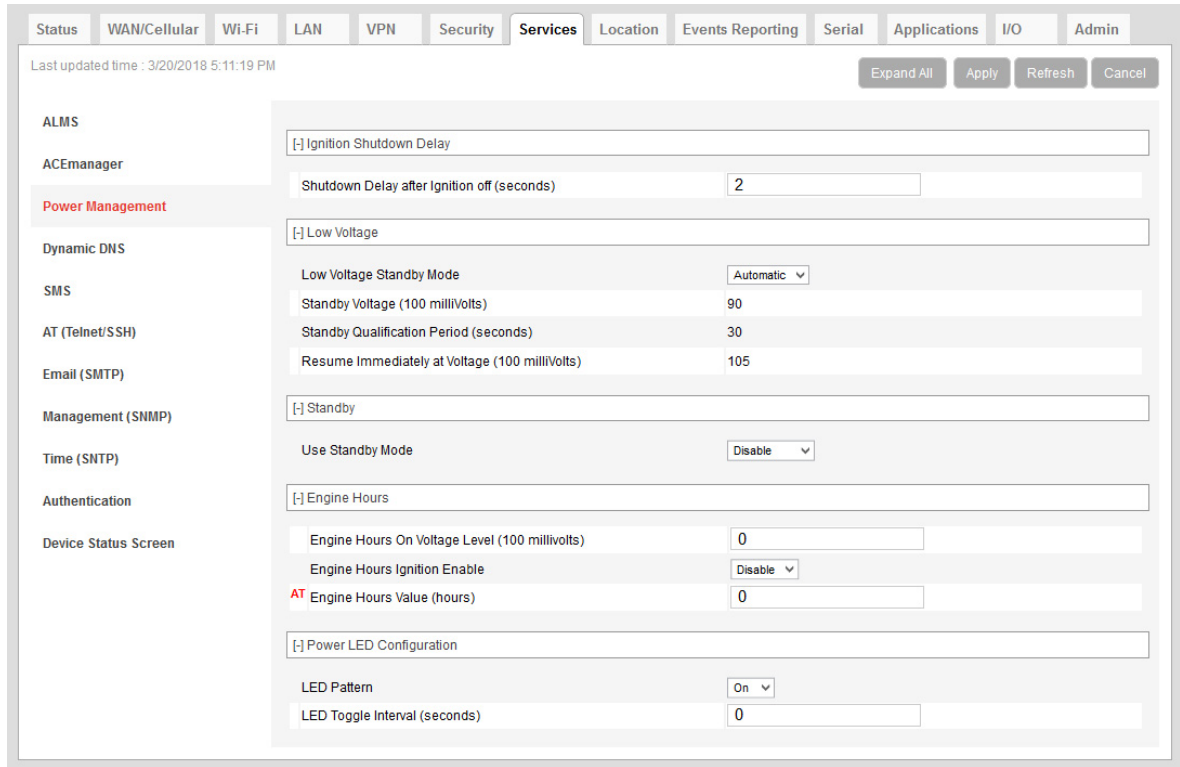 Status WAN/Cellular Wi-Fi LAN VPN Security Services Location Events Reporting Serial Applications I/O Admin
Last updated time : 3/20/2018 5:11:19 PM
Expand All Apply Refresh Cancel
ALMS
ACEmanager
Power Management
Dynamic DNS
SMS
AT (Telnet/SSH)
Email (SMTP)
Management (SNMP)
Time (SNTP)
Authentication
Device Status Screen
[-] Ignition Shutdown Delay
Shutdown Delay after Ignition off (seconds) 2
[-] Low Voltage
Low Voltage Standby Mode Automatic
Standby Voltage (100 milliVolts) 90
Standby Qualification Period (seconds) 30
Resume Immediately at Voltage (100 milliVolts) 105
[-] Standby
Use Standby Mode Disable
[-] Engine Hours
Engine Hours On Voltage Level (100 millivolts) 0
Engine Hours Ignition Enable Disable
AT Engine Hours Value (hours) 0
[-] Power LED Configuration
LED Pattern On
LED Toggle Interval (seconds) 0